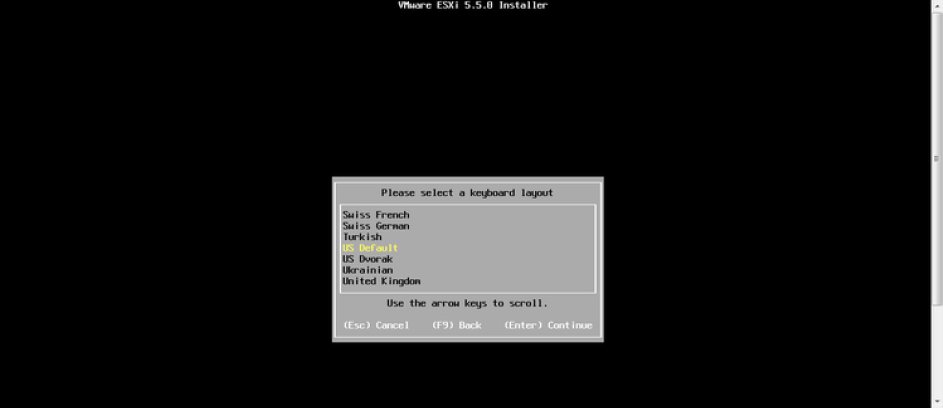 VMware ESXi 5.5.0 Installer
Please select a keyboard layout
Swiss French
Swiss German
Turkish
US Default
US Dvorak
Ukrainian
United Kingdom
Use the arrow keys to scroll.
(Esc) Cancel (F9) Back (Enter) Continue